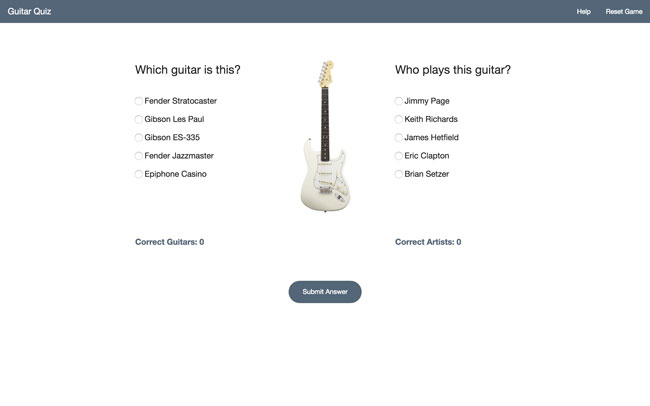 Guitar Quiz
Help
Reset Game
Which guitar is this?
Fender Stratocaster
Gibson Les Paul
Gibson ES-335
Fender Jazzmaster
Epiphone Casino
Correct Guitars: 0
Who plays this guitar?
Jimmy Page
Keith Richards
James Hetfield
Eric Clapton
Brian Setzer
Correct Artists: 0
Submit Answer